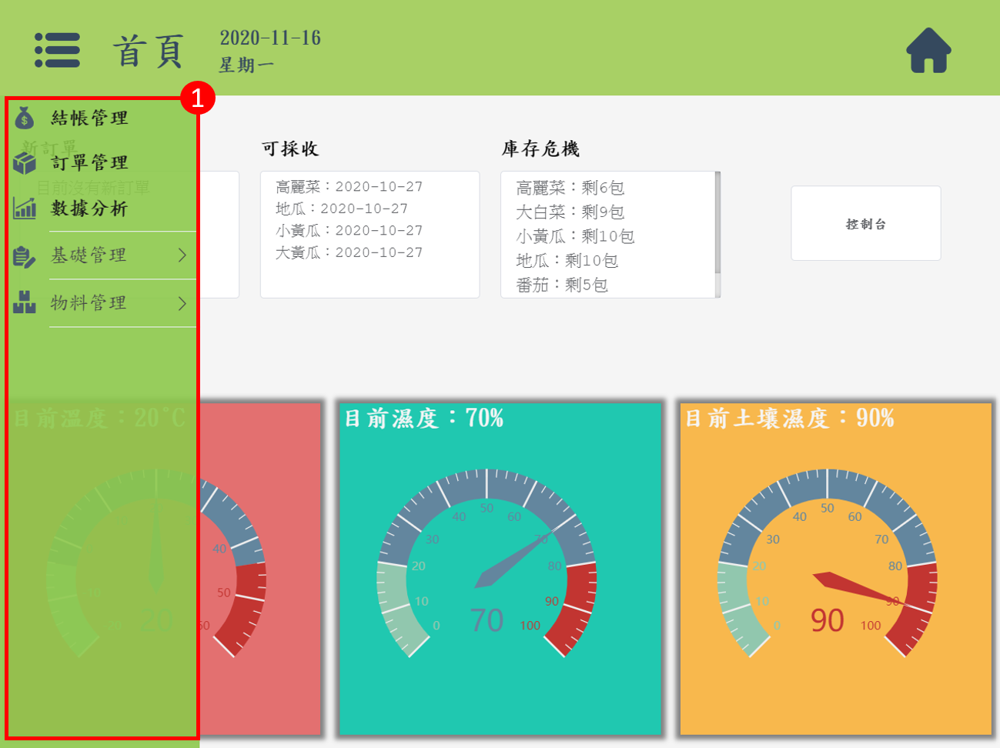 首頁
2020-11-16
星期一
1
結帳管理
訂單管理
數據分析
基礎管理
物料管理
新訂單
目前沒有新訂單
可採收
高麗菜：2020-10-27
地瓜：2020-10-27
小黃瓜：2020-10-27
大黃瓜：2020-10-27
庫存危機
高麗菜：剩6包
大白菜：剩9包
小黃瓜：剩10包
地瓜：剩10包
番茄：剩5包
控制台
目前溫度：20°C
40
50
60
20
目前濕度：70%
0
10
20
30
40
50
60
70
80
90
100
70
目前土壤濕度：90%
0
10
20
30
40
50
60
70
80
90
100
90